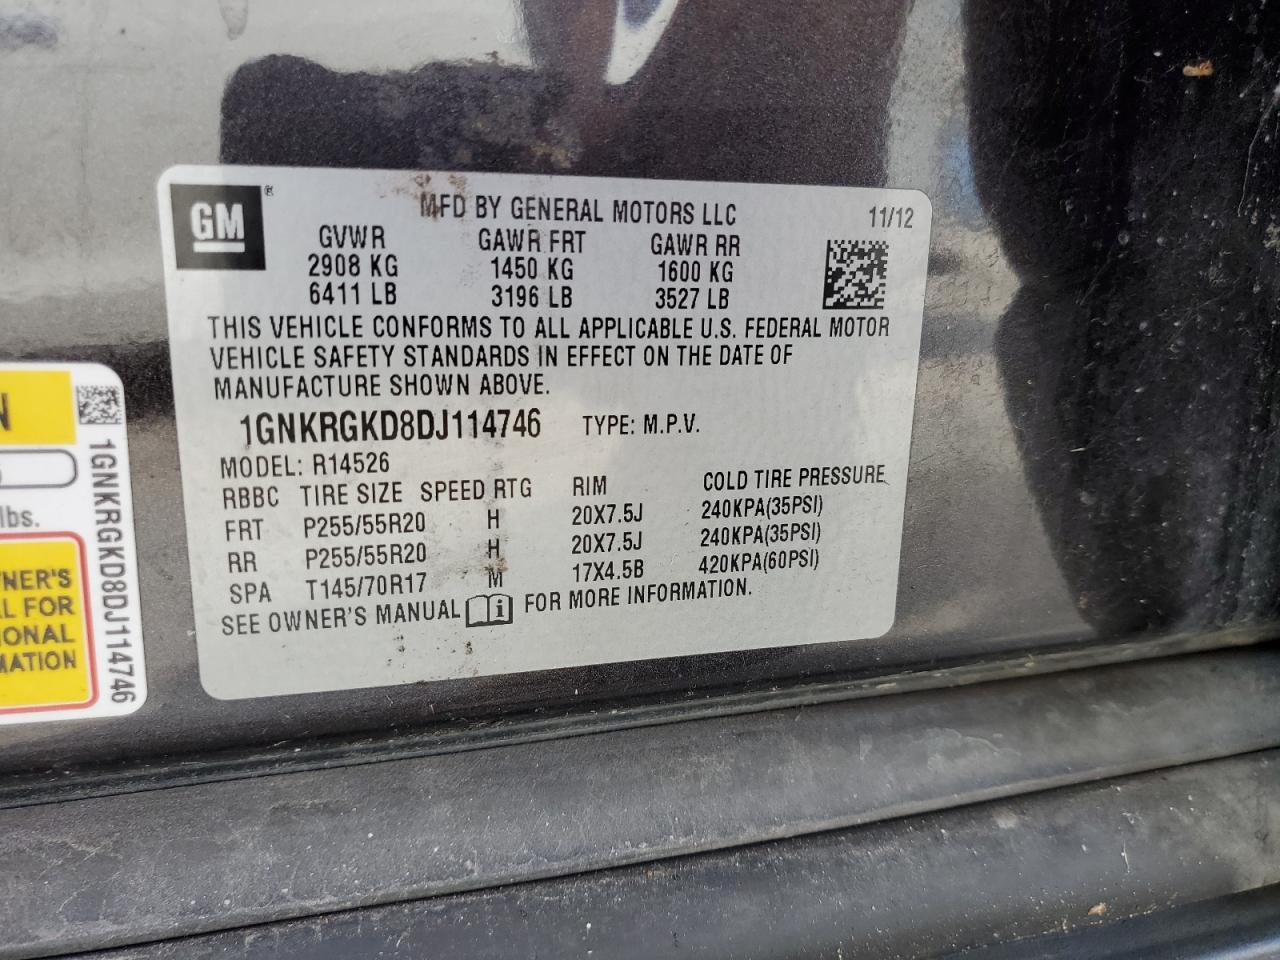 GM ®
MFD BY GENERAL MOTORS LLC 11/12
GVWR GAWR FRT GAWR RR
2908 KG 1450 KG 1600 KG
6411 LB 3196 LB 3527 LB
THIS VEHICLE CONFORMS TO ALL APPLICABLE U.S. FEDERAL MOTOR
VEHICLE SAFETY STANDARDS IN EFFECT ON THE DATE OF
MANUFACTURE SHOWN ABOVE.
1GNKRGKD8DJ114746 TYPE: M.P.V.
MODEL: R14526
RBBC TIRE SIZE SPEED RTG RIM COLD TIRE PRESSURE
FRT P255/55R20 H 20X7.5J 240KPA(35PSI)
RR P255/55R20 H 20X7.5J 240KPA(35PSI)
SPA T145/70R17 M 17X4.5B 420KPA(60PSI)
SEE OWNER'S MANUAL i FOR MORE INFORMATION.
N
lbs.
WNER'S
AL FOR
TIONAL
MATION
1GNKRGKD8DJ114746